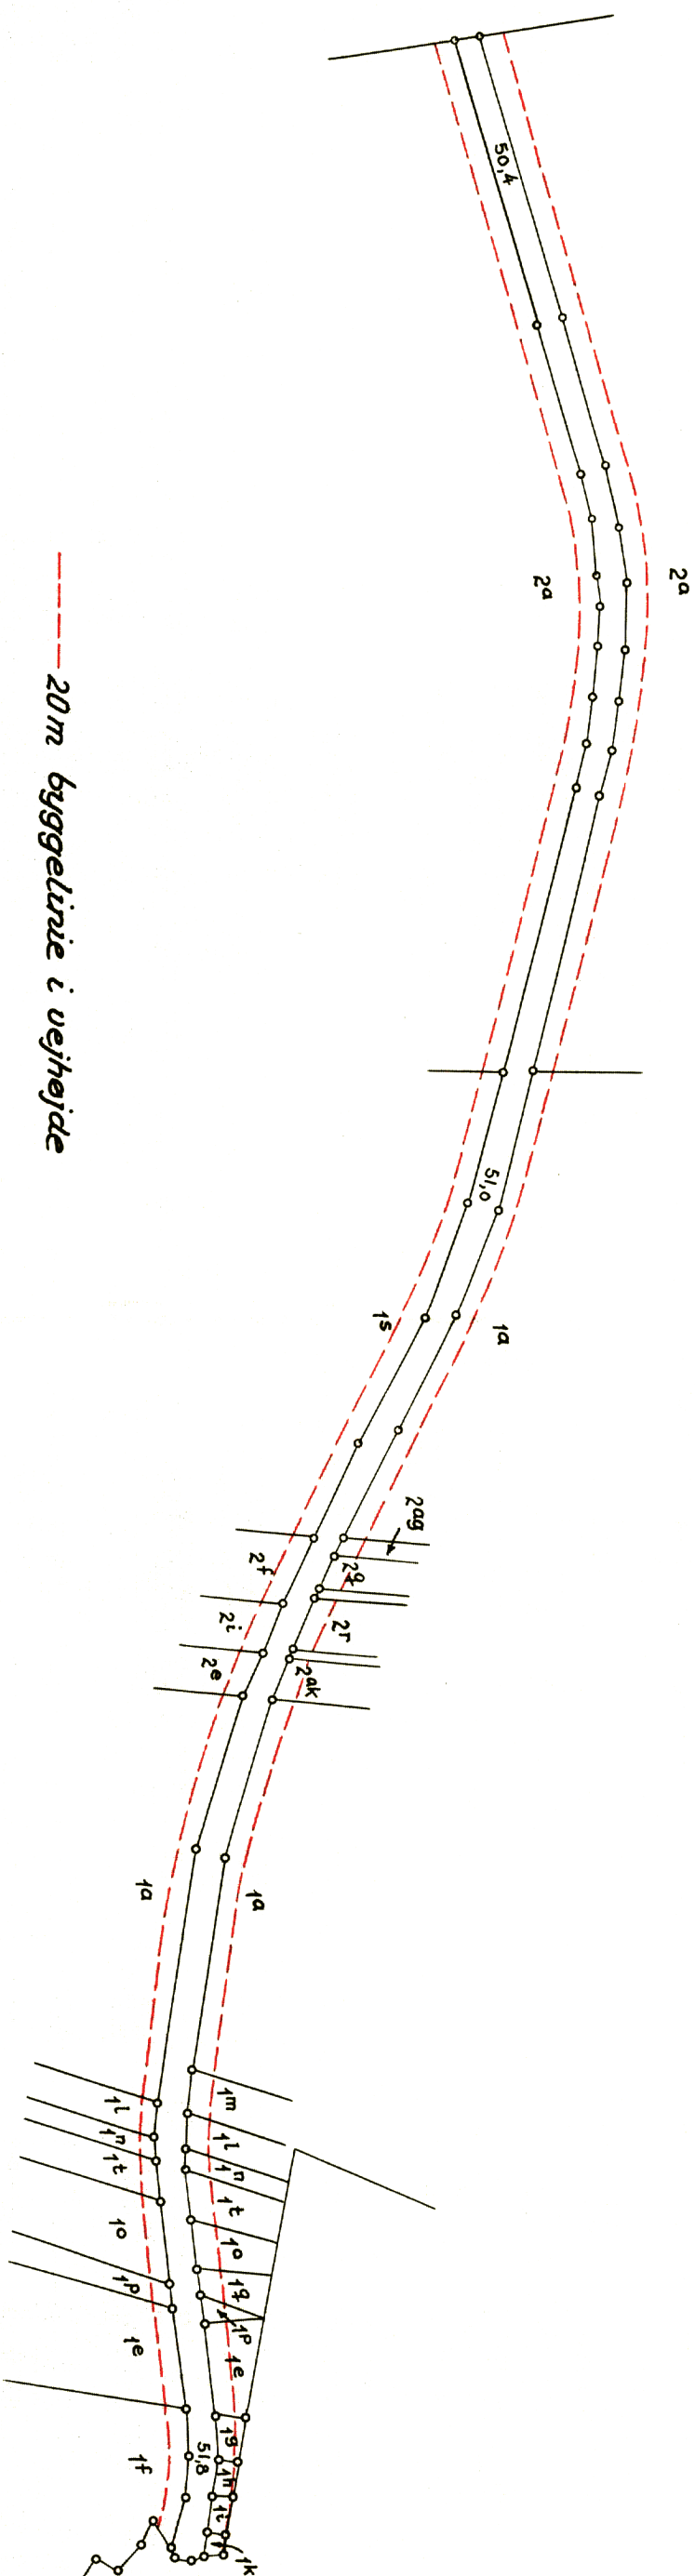 50,4
2a
2a
20m byggelinie i vejhøjde
51,0
1s
1a
2ag
2f
2q
2i
2r
2e
2ak
1a
1a
1l
1m
1n
1l
1t
1n
1o
1t
1p
1o
1e
1q
1p
1e
1f
51,8
1g
1h
1i
1k